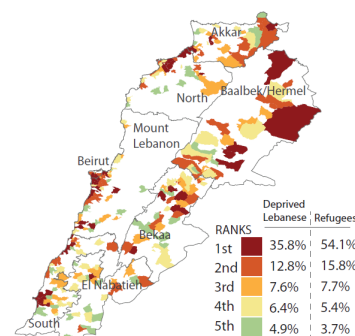 Akkar
North
Baalbek/Hermel
Mount
Lebanon
Beirut
Bekaa
El Nabatieh
South
Deprived
Lebanese Refugees
RANKS
1st 35.8% 54.1%
2nd 12.8% 15.8%
3rd 7.6% 7.7%
4th 6.4% 5.4%
5th 4.9% 3.7%